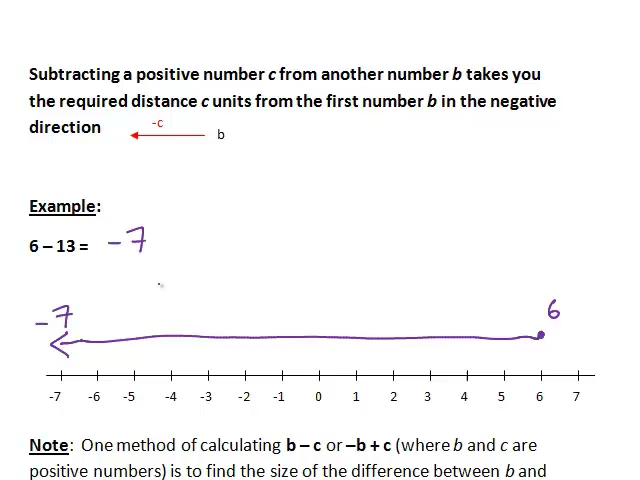 Subtracting a positive number c from another number b takes you
the required distance c units from the first number b in the negative
direction
-c
b
Example:
6 – 13 = -7
-7
6
-7 -6 -5 -4 -3 -2 -1 0 1 2 3 4 5 6 7
Note: One method of calculating b – c or –b + c (where b and c are
positive numbers) is to find the size of the difference between b and